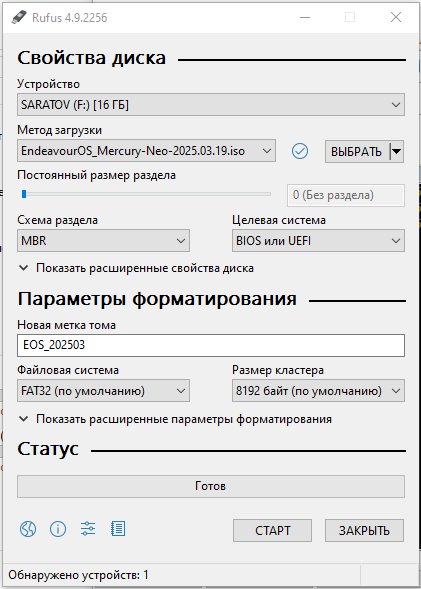 Rufus 4.9.2256
Свойства диска
Устройство
SARATOV (F:) [16 ГБ]
Метод загрузки
EndeavourOS_Mercury-Neo-2025.03.19.iso
ВЫБРАТЬ
Постоянный размер раздела
0 (Без раздела)
Схема раздела
Целевая система
MBR
BIOS или UEFI
Показать расширенные свойства диска
Параметры форматирования
Новая метка тома
EOS_202503
Файловая система
Размер кластера
FAT32 (по умолчанию)
8192 байт (по умолчанию)
Показать расширенные параметры форматирования
Статус
Готов
СТАРТ
ЗАКРЫТЬ
Обнаружено устройств: 1